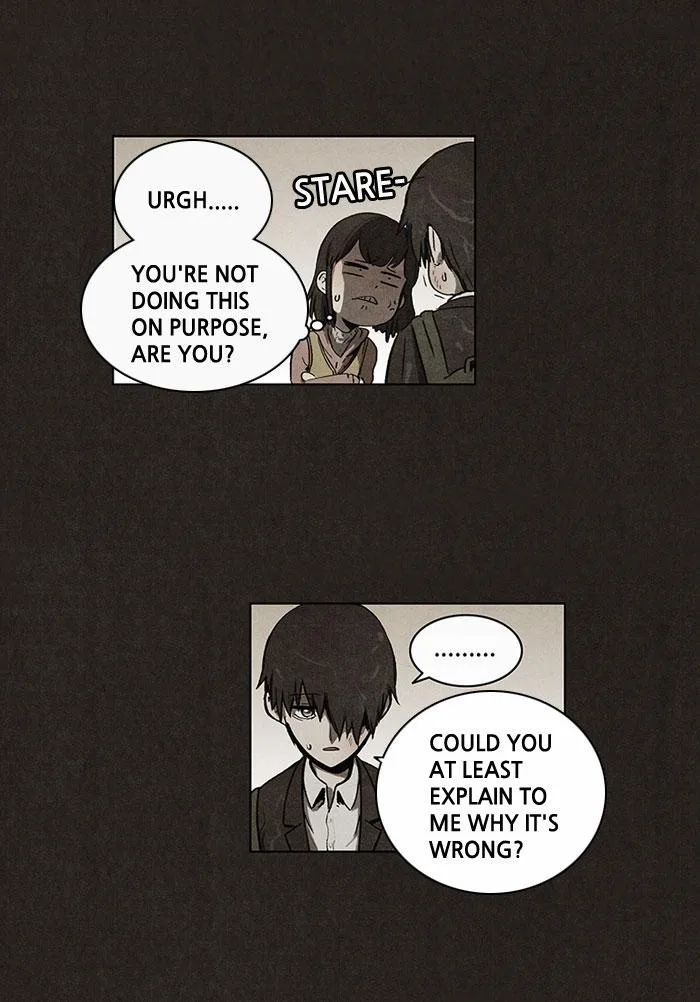 URGH.....
STARE-
YOU'RE NOT
DOING THIS
ON PURPOSE,
ARE YOU?
.........
COULD YOU
AT LEAST
EXPLAIN TO
ME WHY IT'S
WRONG?